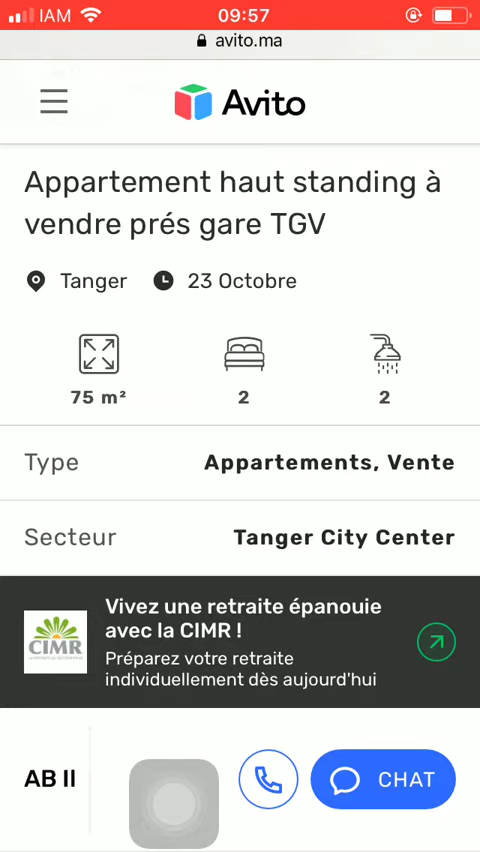 IAM
09:57
avito.ma
Avito
Appartement haut standing à
vendre prés gare TGV
Tanger
23 Octobre
75 m²
2
2
Type
Appartements, Vente
Secteur
Tanger City Center
Vivez une retraite épanouie
avec la CIMR !
CIMR
Préparez votre retraite
individuellement dès aujourd'hui
AB II
CHAT